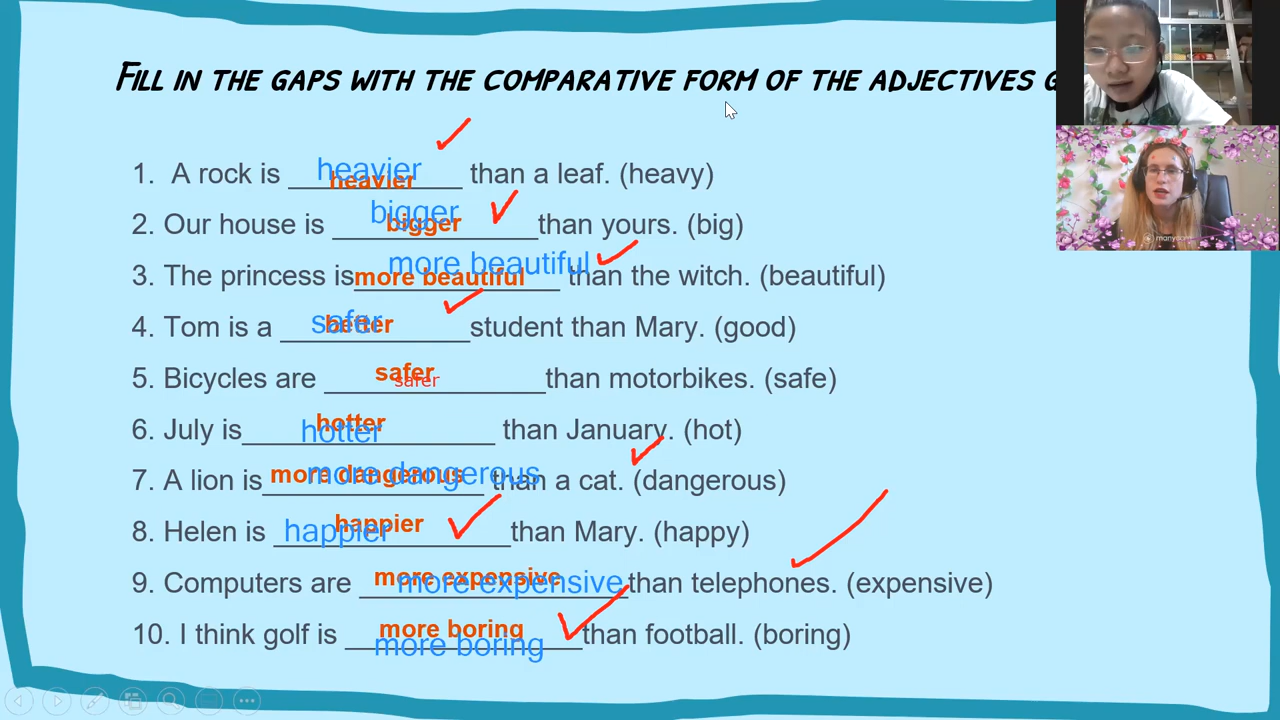 FILL IN THE GAPS WITH THE COMPARATIVE FORM OF THE ADJECTIVES
1. A rock is heavier heavier than a leaf. (heavy)
2. Our house is bigger bigger than yours. (big)
3. The princess is more beautiful more beautiful than the witch. (beautiful)
4. Tom is a safer better student than Mary. (good)
5. Bicycles are safer safer than motorbikes. (safe)
6. July is hotter hotter than January. (hot)
7. A lion is more dangerous more dangerous than a cat. (dangerous)
8. Helen is happier happier than Mary. (happy)
9. Computers are more expensive more expensive than telephones. (expensive)
10. I think golf is more boring more boring than football. (boring)